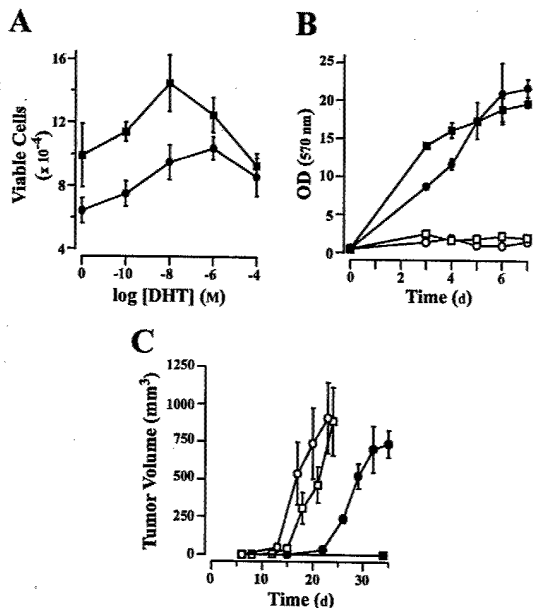 A
Viable Cells
(x 10⁻⁴)
16
12
8
4
0 -10 -8 -6 -4
log [DHT] (M)
B
OD (570 nm)
25
20
15
10
5
0
0 2 4 6
Time (d)
C
Tumor Volume (mm³)
1250
1000
750
500
250
0
0 10 20 30
Time (d)